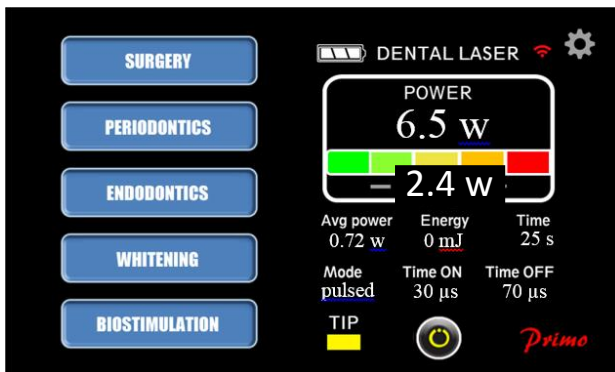 SURGERY
PERIODONTICS
ENDODONTICS
WHITENING
BIOSTIMULATION
DENTAL LASER
POWER
6.5 w
2.4 w
Avg power Energy Time
0.72 w 0 mJ 25 s
Mode Time ON Time OFF
pulsed 30 µs 70 µs
TIP
Primo